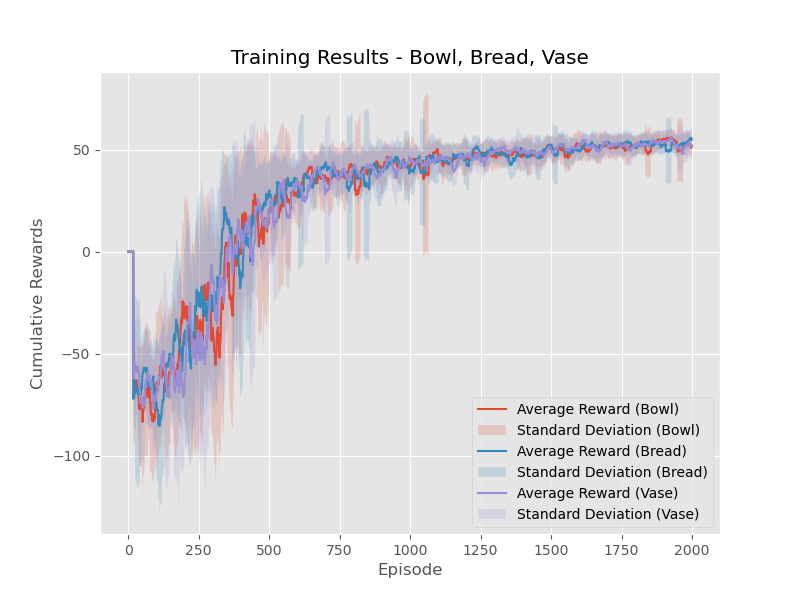 Training Results - Bowl, Bread, Vase
Cumulative Rewards
50
0
−50
−100
Average Reward (Bowl)
Standard Deviation (Bowl)
Average Reward (Bread)
Standard Deviation (Bread)
Average Reward (Vase)
Standard Deviation (Vase)
0 250 500 750 1000 1250 1500 1750 2000
Episode